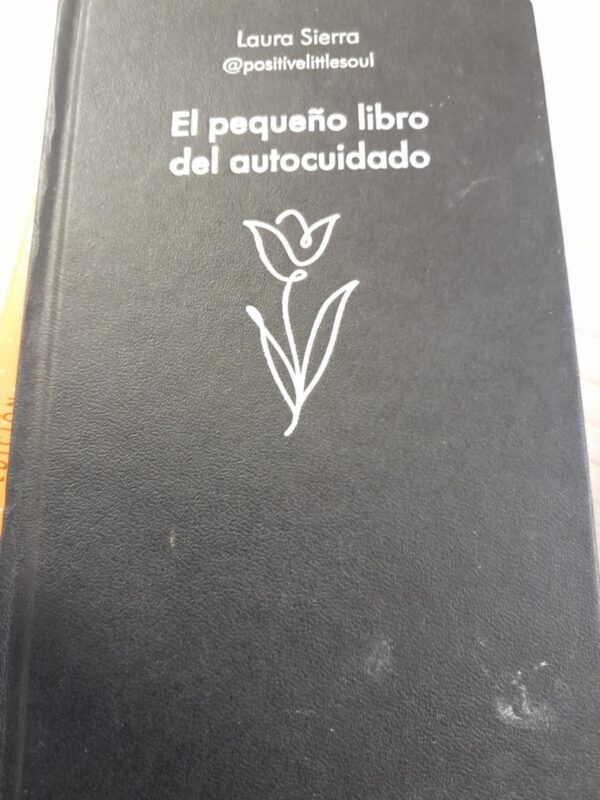 Laura Sierra
@positivelittlesoul
El pequeño libro
del autocuidado